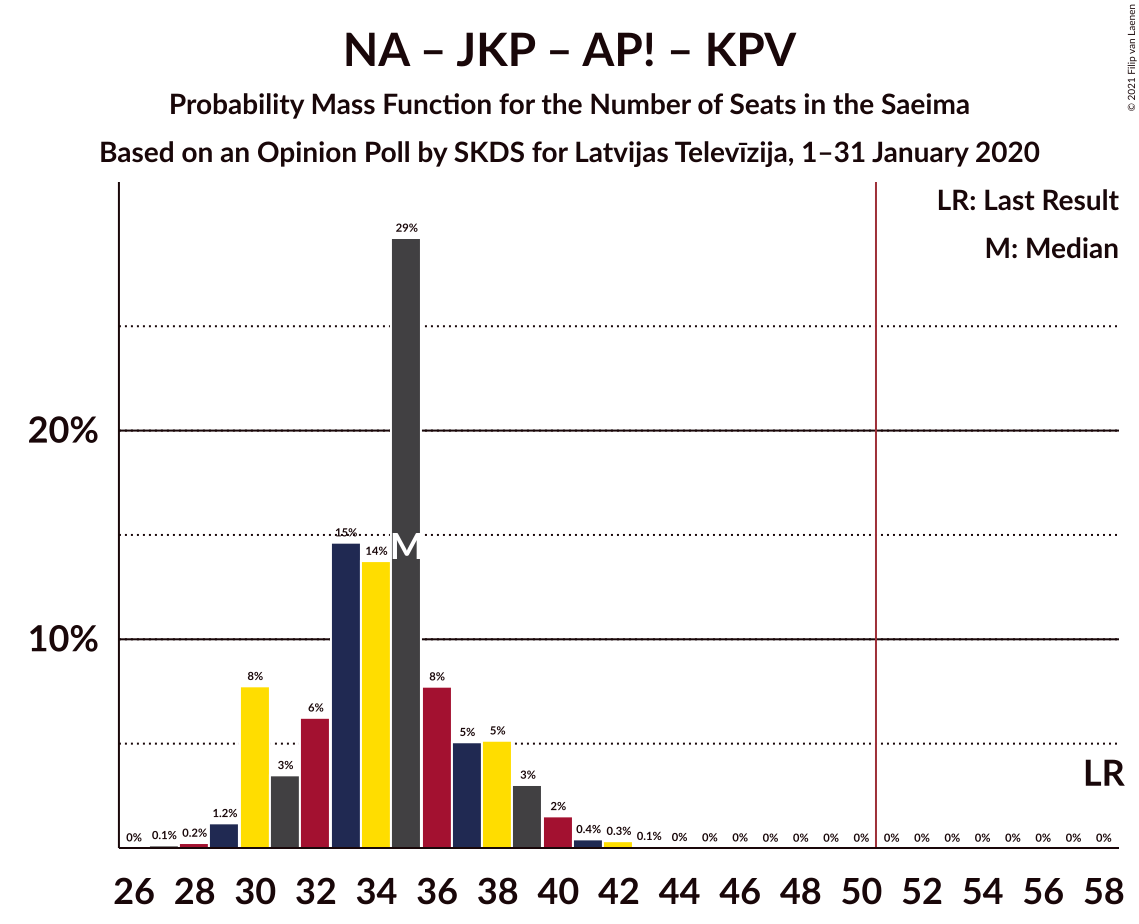 NA – JKP – AP! – KPV
Probability Mass Function for the Number of Seats in the Saeima
Based on an Opinion Poll by SKDS for Latvijas Televīzija, 1–31 January 2020
© 2021 Filip van Laenen
LR: Last Result
M: Median
20%
10%
0% 0.1% 0.2% 1.2% 8% 3% 6% 15% 14% 29% 8% 5% 5% 3% 2% 0.4% 0.3% 0.1% 0% 0% 0% 0% 0% 0% 0% 0% 0% 0% 0% 0% 0% 0% 0%
M
LR
26 28 30 32 34 36 38 40 42 44 46 48 50 52 54 56 58